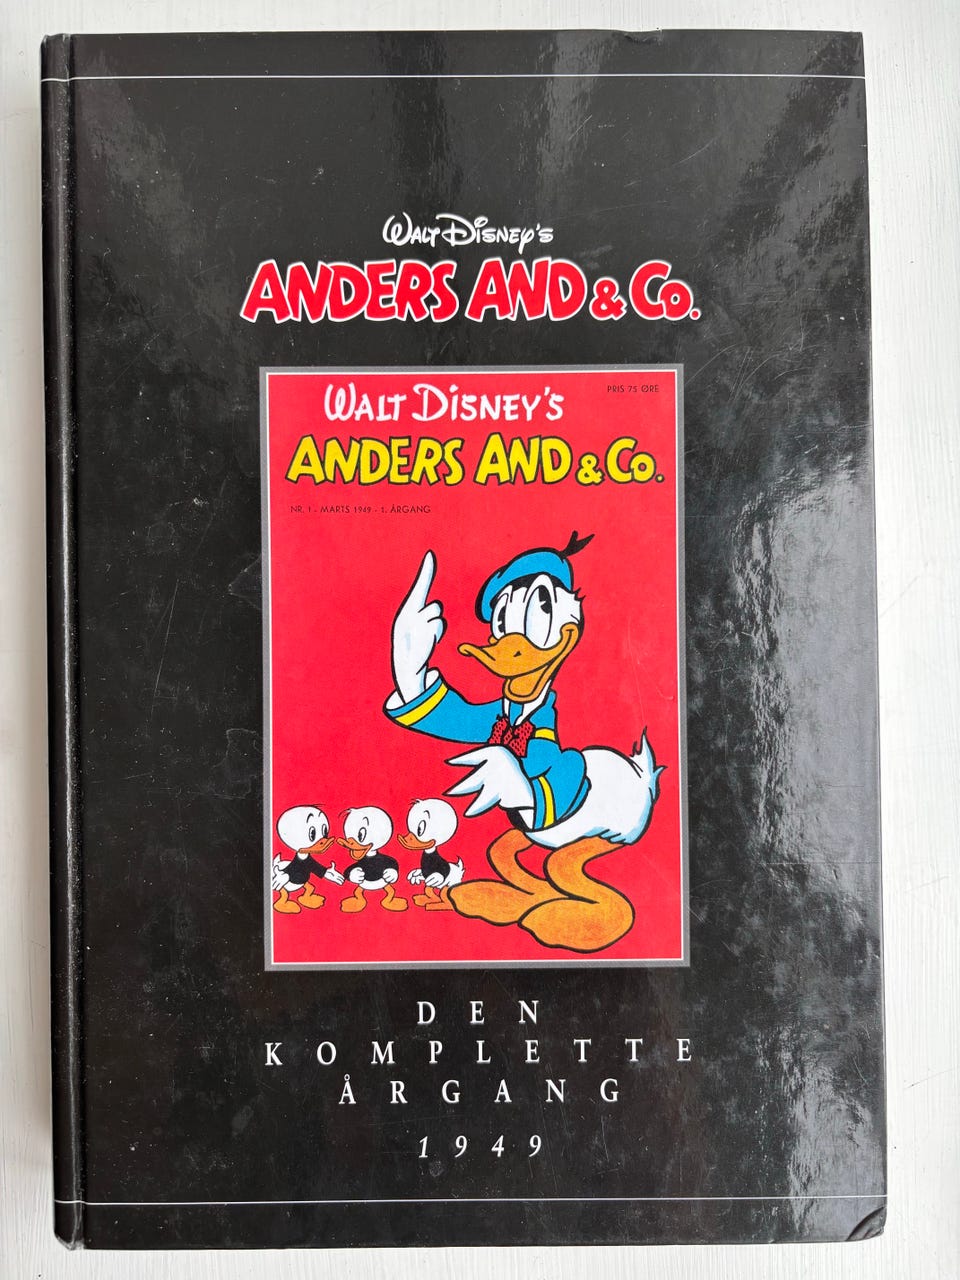 Walt Disney's
ANDERS AND & Co.
PRIS 75 ØRE
WALT DISNEY'S
ANDERS AND & Co.
NR. 1 - MARTS 1949 - 1. ÅRGANG
DEN
KOMPLETTE
ÅRGANG
1949